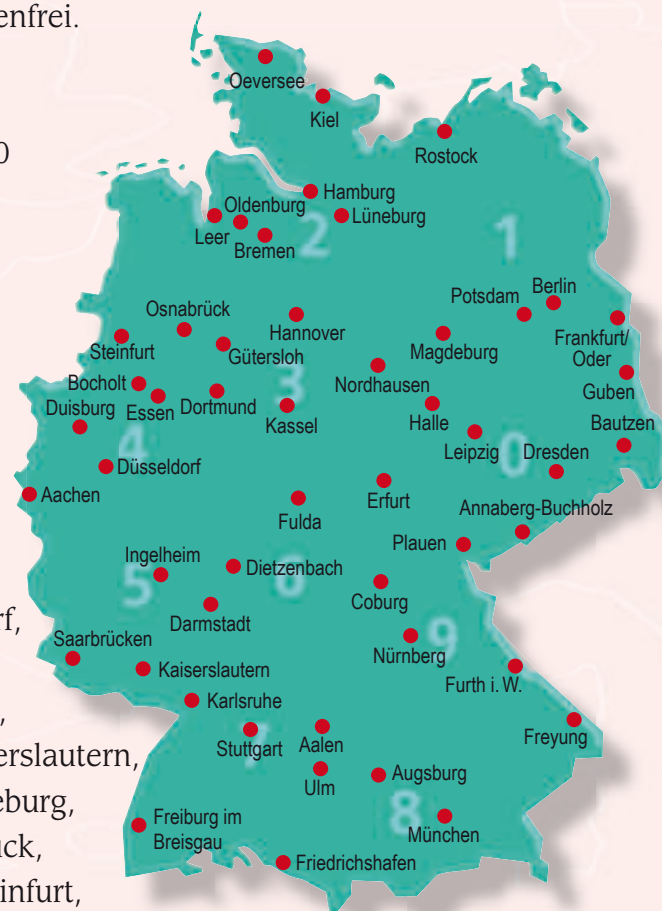 enfrei.
Oeversee
Kiel
Rostock
0
Hamburg
Oldenburg
Lüneburg
Leer
2
1
Bremen
Berlin
Potsdam
Osnabrück
Hannover
Frankfurt/
Oder
Steinfurt
Gütersloh
Magdeburg
Nordhausen
3
Bocholt
Guben
Essen
Dortmund
Duisburg
Kassel
Halle
Bautzen
4
Leipzig
0
Dresden
Düsseldorf
Aachen
Erfurt
Fulda
Annaberg-Buchholz
Plauen
Ingelheim
Dietzenbach
5
6
Coburg
rf,
Darmstadt
Saarbrücken
9
Nürnberg
Kaiserslautern
Furth i. W.
Karlsruhe
,
Stuttgart
7
Aalen
Freyung
erslautern,
Ulm
Augsburg
eburg,
Freiburg im
Breisgau
8
München
ück,
Friedrichshafen
infurt,